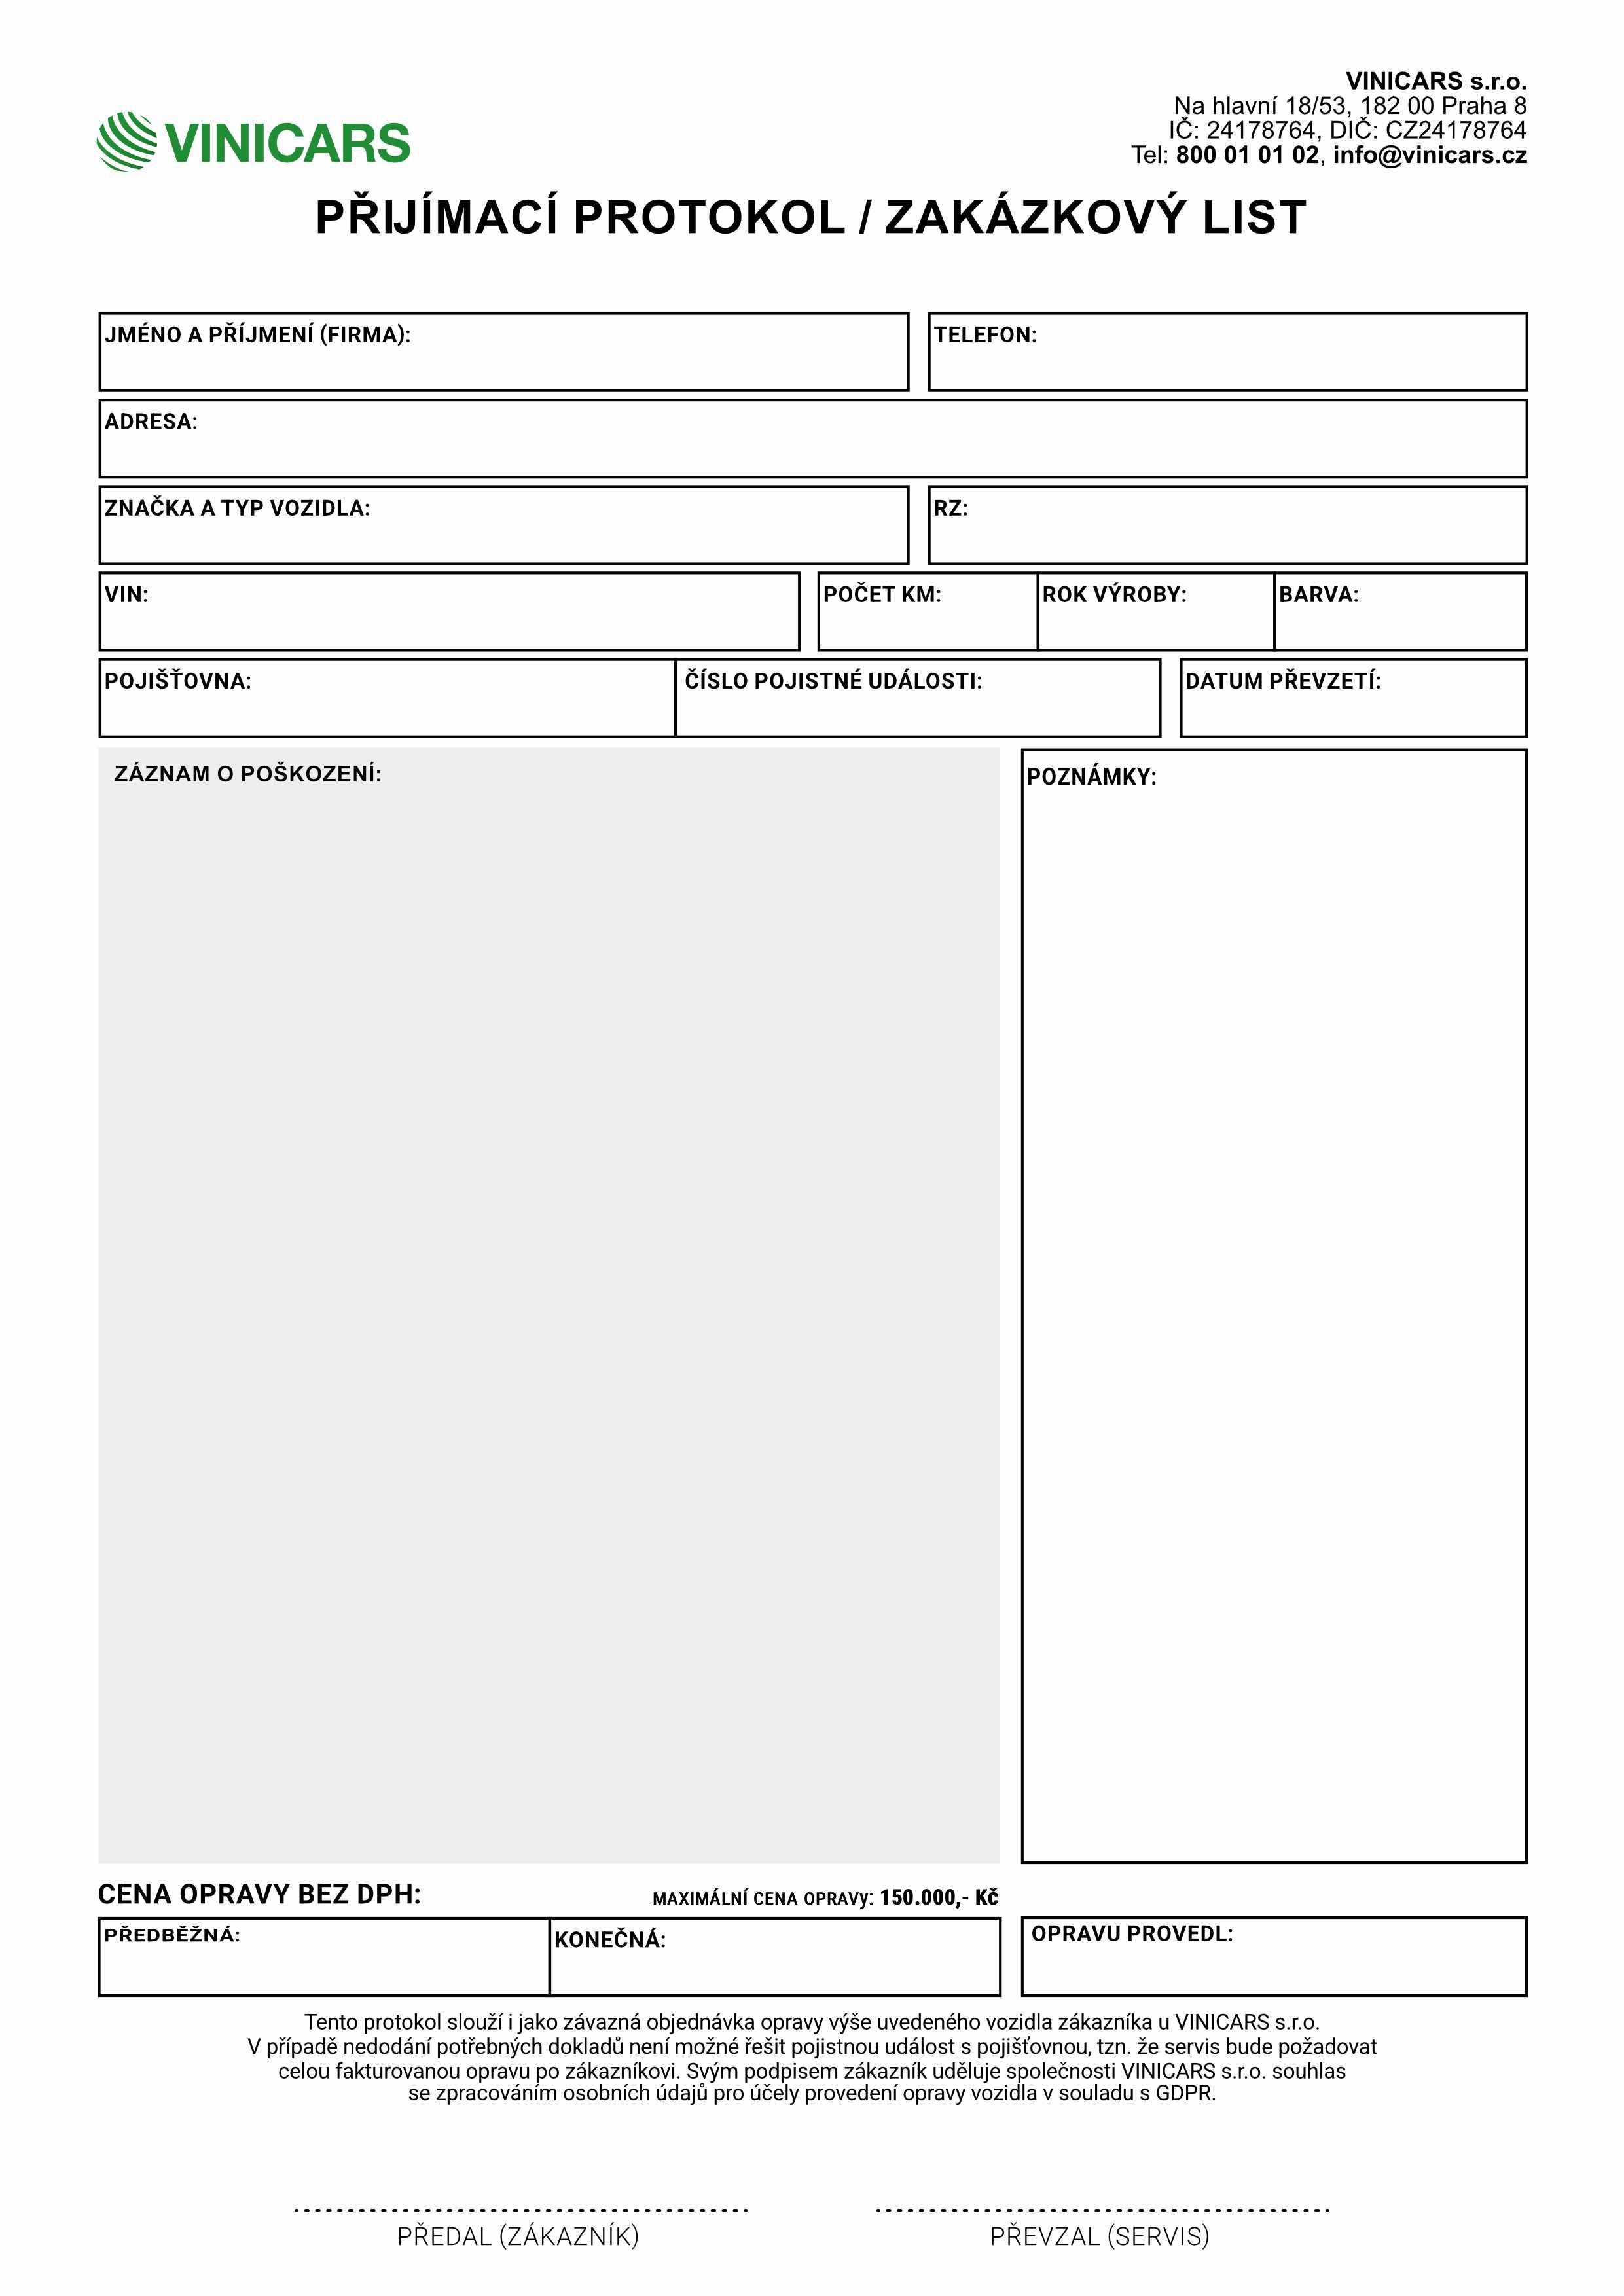 VINICARS
VINICARS s.r.o.
Na hlavní 18/53, 182 00 Praha 8
IČ: 24178764, DIČ: CZ24178764
Tel: 800 01 01 02, info@vinicars.cz
PŘIJÍMACÍ PROTOKOL / ZAKÁZKOVÝ LIST
JMÉNO A PŘÍJMENÍ (FIRMA):
TELEFON:
ADRESA:
ZNAČKA A TYP VOZIDLA:
RZ:
VIN:
POČET KM:
ROK VÝROBY:
BARVA:
POJIŠŤOVNA:
ČÍSLO POJISTNÉ UDÁLOSTI:
DATUM PŘEVZETÍ:
ZÁZNAM O POŠKOZENÍ:
POZNÁMKY:
CENA OPRAVY BEZ DPH:
MAXIMÁLNÍ CENA OPRAVy: 150.000,- Kč
PŘEDBĚŽNÁ:
KONEČNÁ:
OPRAVU PROVEDL:
Tento protokol slouží i jako závazná objednávka opravy výše uvedeného vozidla zákazníka u VINICARS s.r.o.
V případě nedodání potřebných dokladů není možné řešit pojistnou událost s pojišťovnou, tzn. že servis bude požadovat
celou fakturovanou opravu po zákazníkovi. Svým podpisem zákazník uděluje společnosti VINICARS s.r.o. souhlas
se zpracováním osobních údajů pro účely provedení opravy vozidla v souladu s GDPR.
PŘEDAL (ZÁKAZNÍK)
PŘEVZAL (SERVIS)